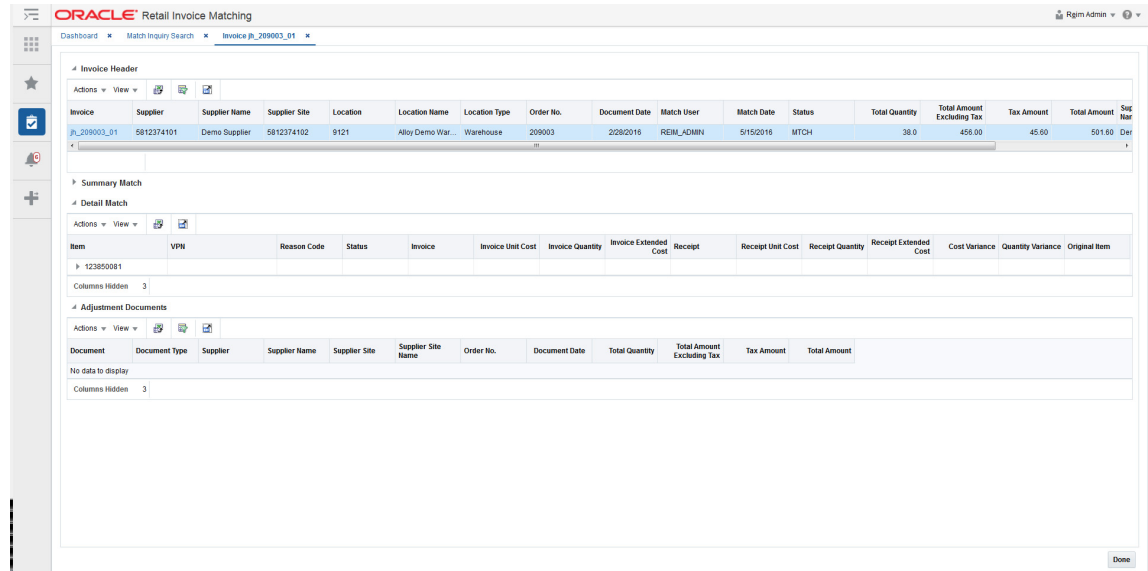 ORACLE® Retail Invoice Matching Reim Admin
Dashboard Match Inquiry Search Invoice jh_209003_01
Invoice Header
Actions View
Invoice Supplier Supplier Name Supplier Site Location Location Name Location Type Order No. Document Date Match User Match Date Status Total Quantity Total Amount Excluding Tax Tax Amount Total Amount Sup Nar
jh_209003_01 5812374101 Demo Supplier 5812374102 9121 Alloy Demo War... Warehouse 209003 2/28/2016 REIM_ADMIN 5/15/2016 MTCH 38.0 456.00 45.60 501.60 Der
Summary Match
Detail Match
Actions View
Item VPN Reason Code Status Invoice Invoice Unit Cost Invoice Quantity Invoice Extended Cost Receipt Receipt Unit Cost Receipt Quantity Receipt Extended Cost Cost Variance Quantity Variance Original Item
123850081
Columns Hidden 3
Adjustment Documents
Actions View
Document Document Type Supplier Supplier Name Supplier Site Supplier Site Name Order No. Document Date Total Quantity Total Amount Excluding Tax Tax Amount Total Amount
No data to display
Columns Hidden 3
Done